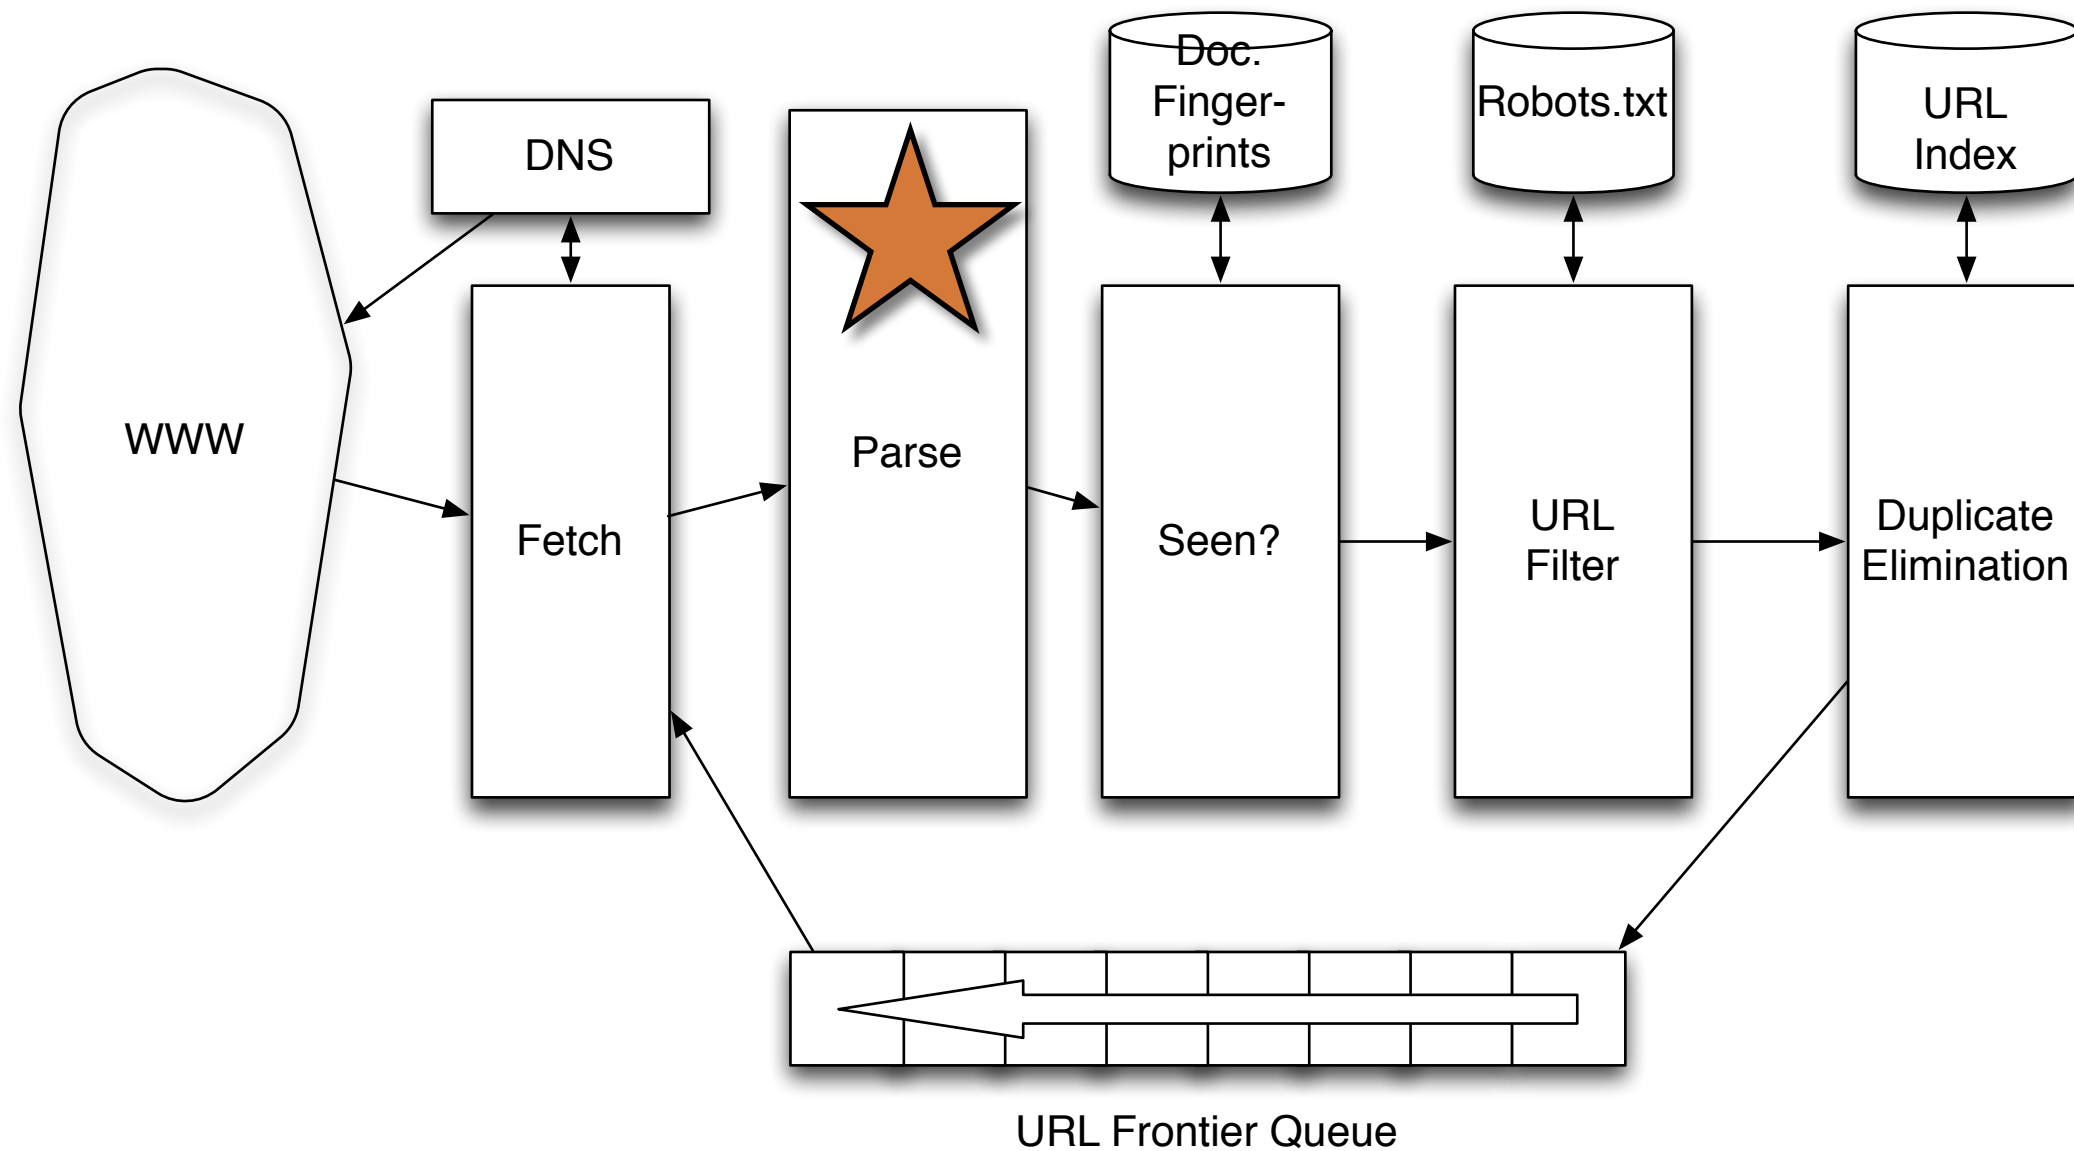 Doc.
Finger-
prints
Robots.txt
URL
Index
DNS
WWW
Fetch
Parse
Seen?
URL
Filter
Duplicate
Elimination
URL Frontier Queue